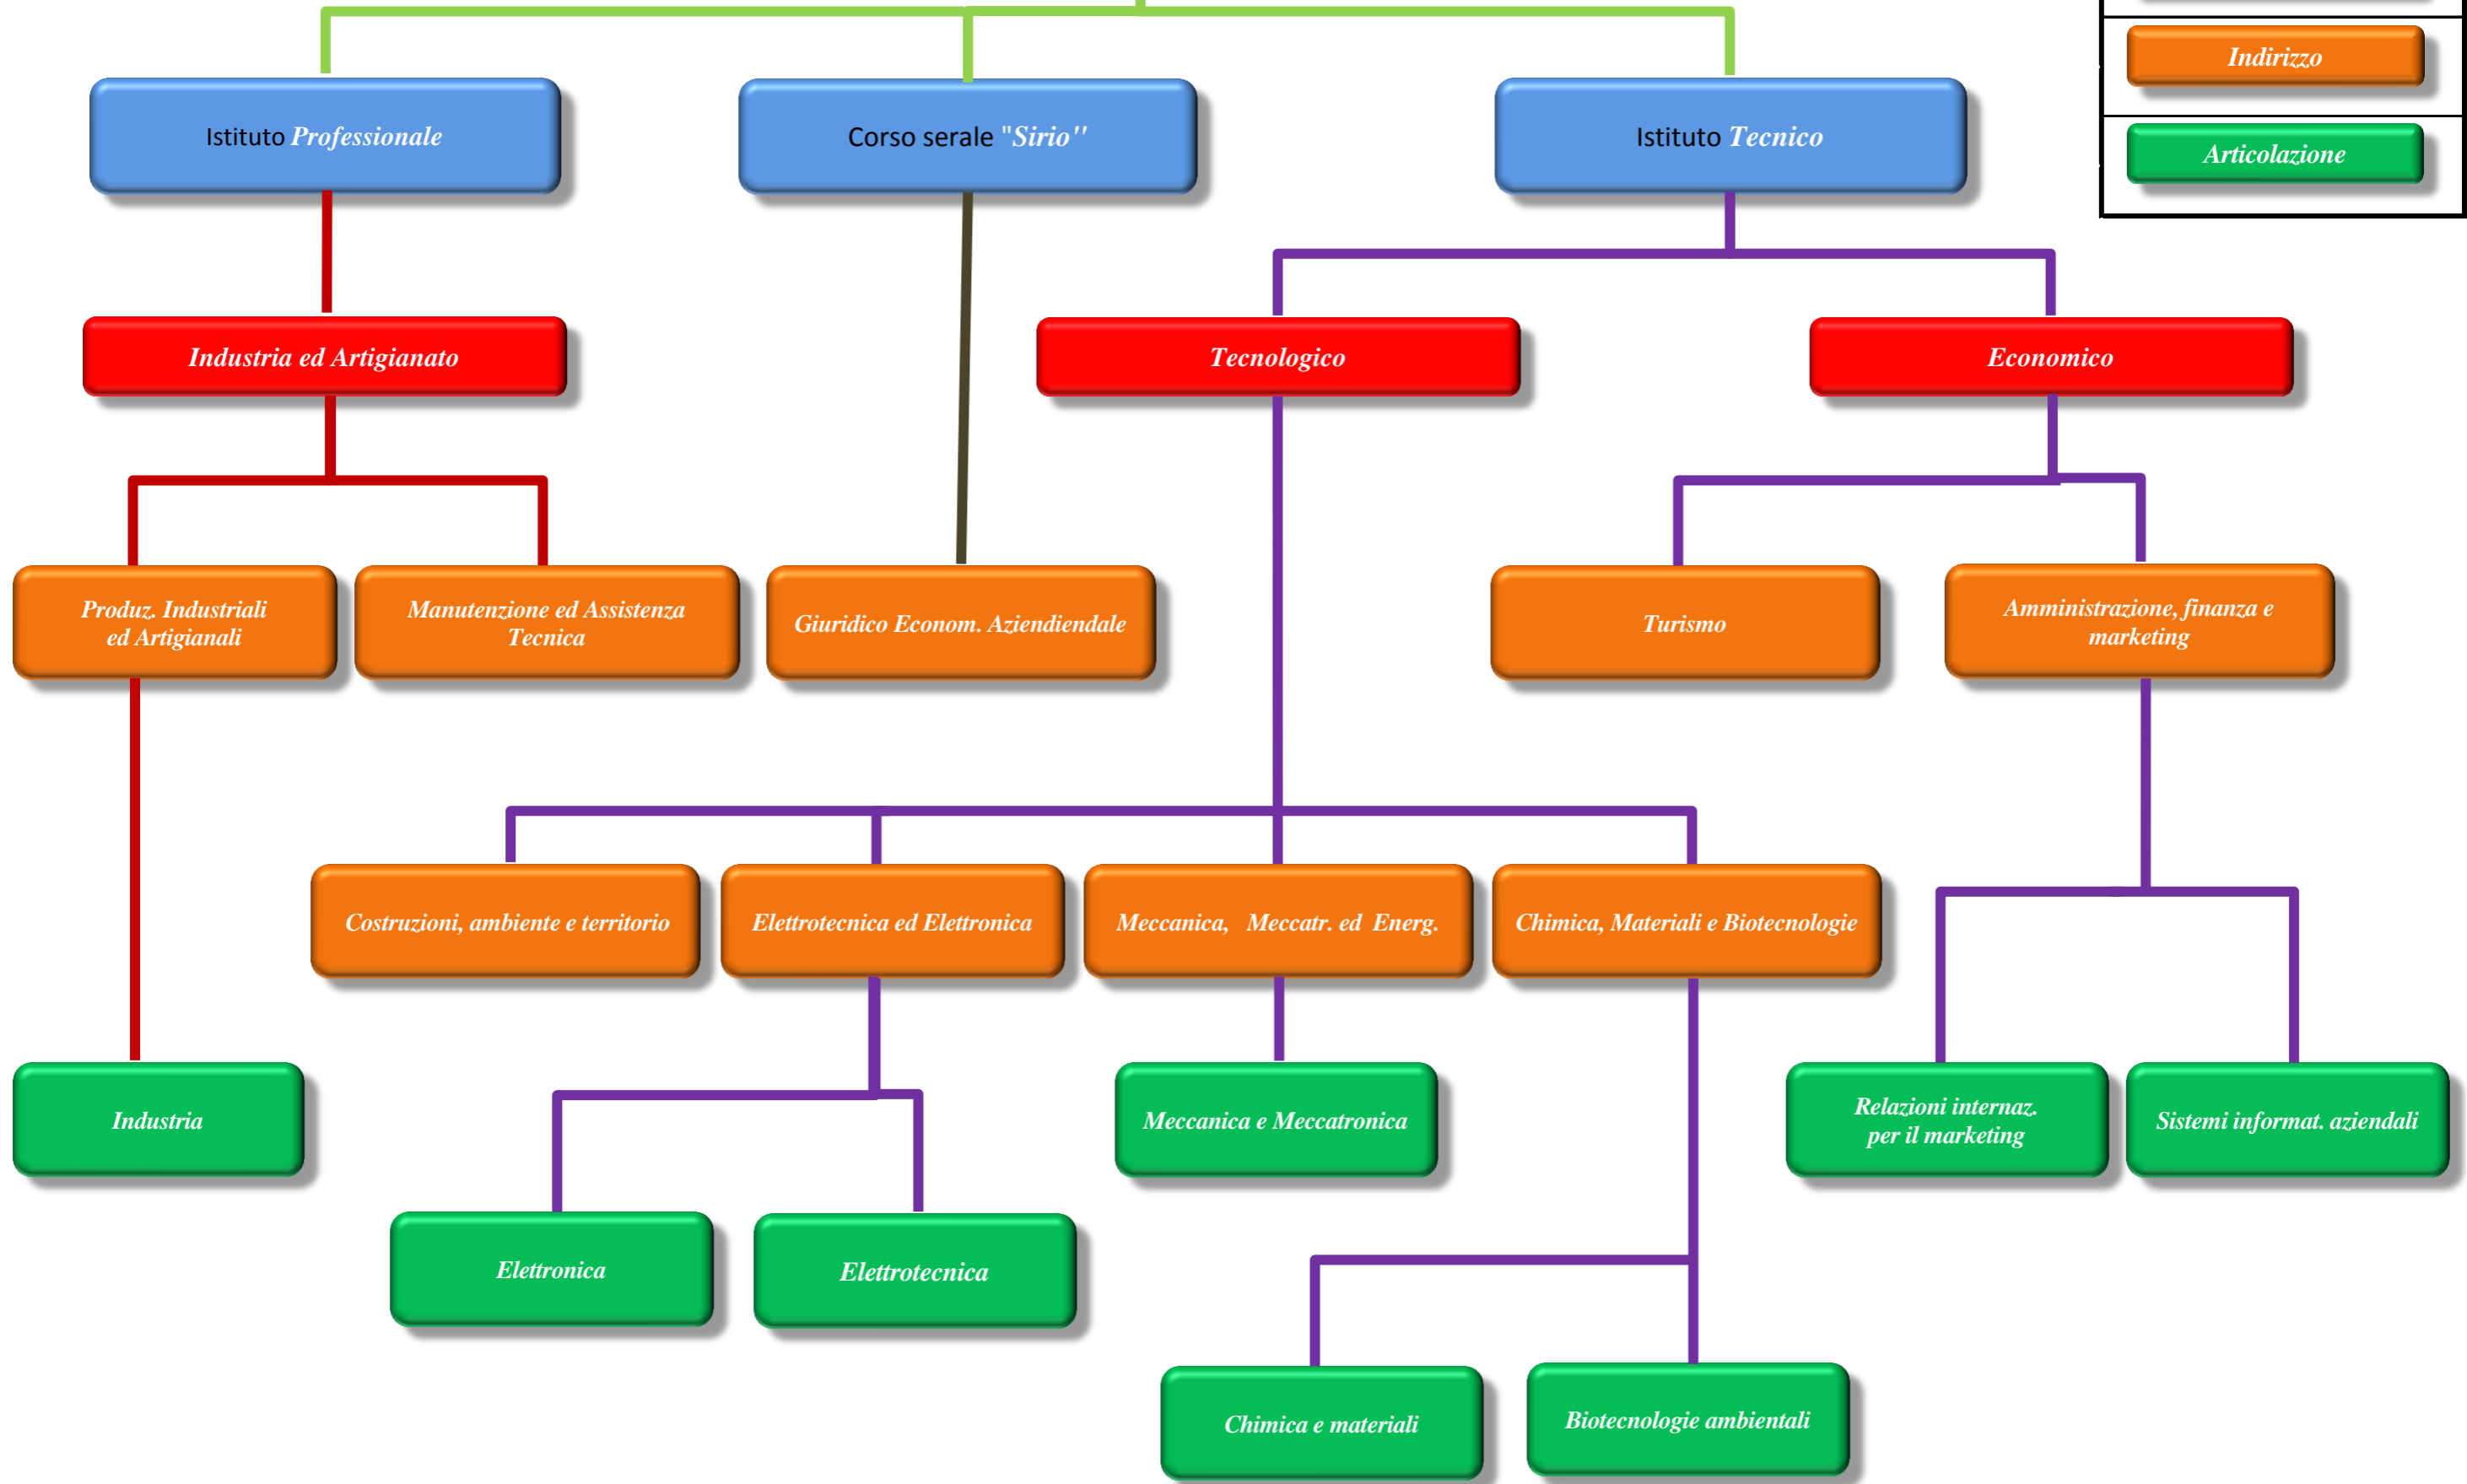 Indirizzo
Istituto Professionale
Corso serale "Sirio"
Istituto Tecnico
Articolazione
Industria ed Artigianato
Tecnologico
Economico
Produz. Industriali
ed Artigianali
Manutenzione ed Assistenza
Tecnica
Giuridico Econom. Aziendiendale
Turismo
Amministrazione, finanza e
marketing
Costruzioni, ambiente e territorio
Elettrotecnica ed Elettronica
Meccanica, Meccatr. ed Energ.
Chimica, Materiali e Biotecnologie
Industria
Meccanica e Meccatronica
Relazioni internaz.
per il marketing
Sistemi informat. aziendali
Elettronica
Elettrotecnica
Chimica e materiali
Biotecnologie ambientali